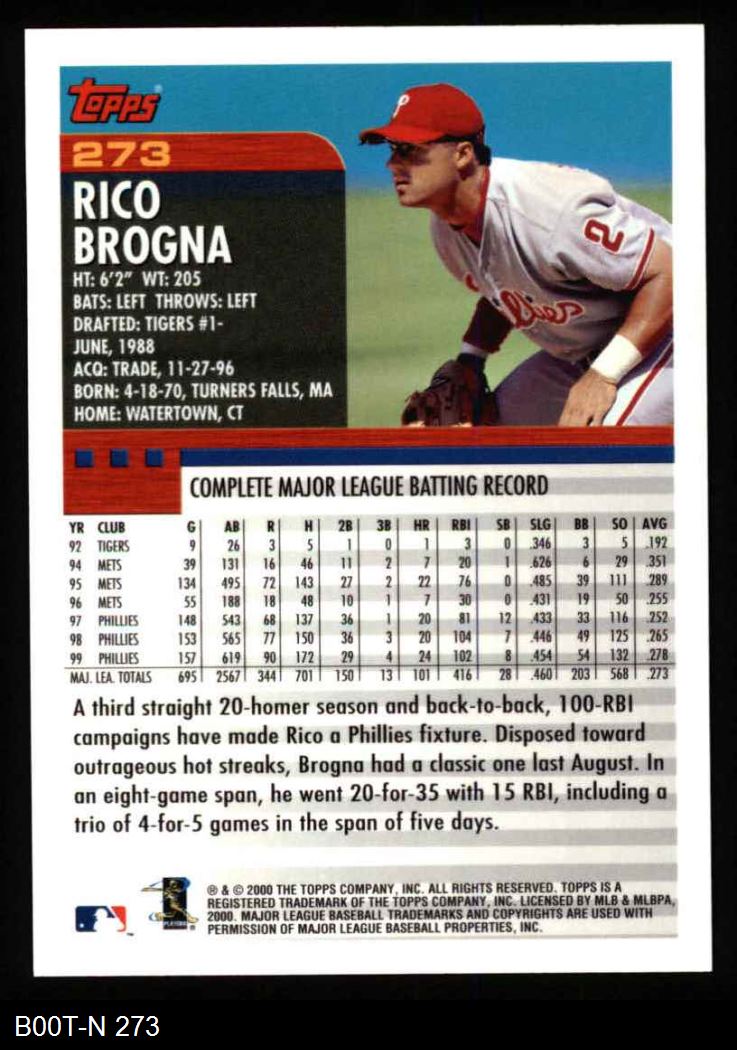 Topps®
273
RICO
BROGNA
HT: 6'2" WT: 205
BATS: LEFT THROWS: LEFT
DRAFTED: TIGERS #1-
JUNE, 1988
ACQ: TRADE, 11-27-96
BORN: 4-18-70, TURNERS FALLS, MA
HOME: WATERTOWN, CT
P
2
Phillies
COMPLETE MAJOR LEAGUE BATTING RECORD
YR CLUB G AB R H 2B 3B HR RBI SB SLG BB SO AVG
92 TIGERS 9 26 3 5 1 0 1 3 0 .346 3 5 .192
94 METS 39 131 16 46 11 2 7 20 1 .626 6 29 .351
95 METS 134 495 72 143 27 2 22 76 0 .485 39 111 .289
96 METS 55 188 18 48 10 1 7 30 0 .431 19 50 .255
97 PHILLIES 148 543 68 137 36 1 20 81 12 .433 33 116 .252
98 PHILLIES 153 565 77 150 36 3 20 104 7 .446 49 125 .265
99 PHILLIES 157 619 90 172 29 4 24 102 8 .454 54 132 .278
MAJ. LEA. TOTALS 695 2567 344 701 150 13 101 416 28 .460 203 568 .273
A third straight 20-homer season and back-to-back, 100-RBI
campaigns have made Rico a Phillies fixture. Disposed toward
outrageous hot streaks, Brogna had a classic one last August. In
an eight-game span, he went 20-for-35 with 15 RBI, including a
trio of 4-for-5 games in the span of five days.
® & © 2000 THE TOPPS COMPANY, INC. ALL RIGHTS RESERVED. TOPPS IS A
REGISTERED TRADEMARK OF THE TOPPS COMPANY, INC. LICENSED BY MLB & MLBPA,
2000. MAJOR LEAGUE BASEBALL TRADEMARKS AND COPYRIGHTS ARE USED WITH
PERMISSION OF MAJOR LEAGUE BASEBALL PROPERTIES, INC.
B00T-N 273